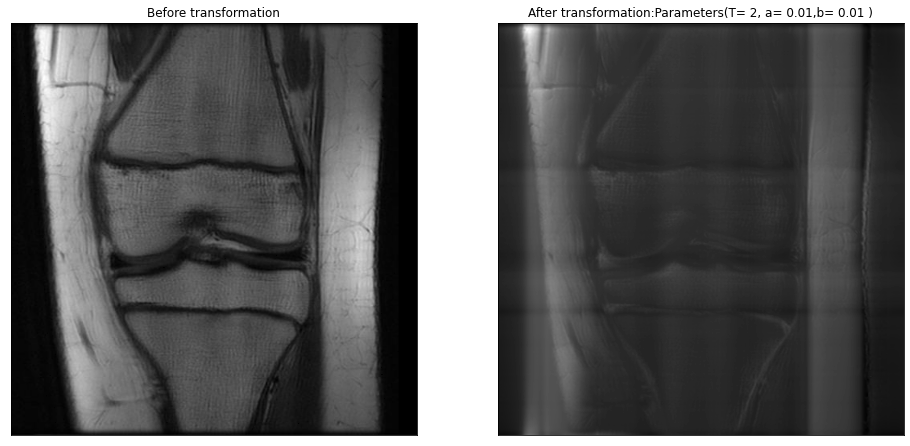 Before transformation
After transformation:Parameters(T= 2, a= 0.01,b= 0.01 )